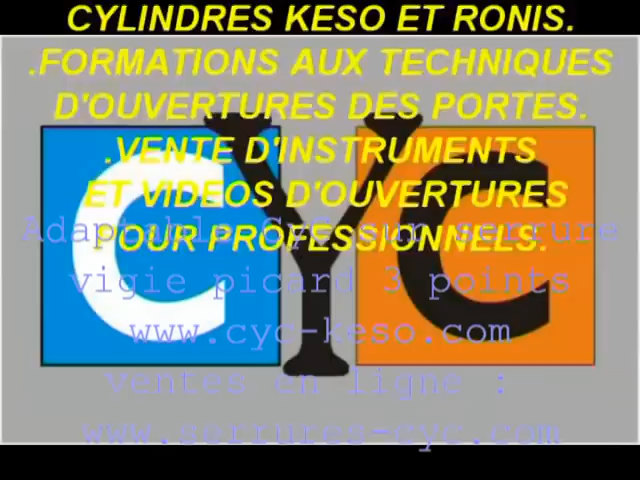 CYLINDRES KESO ET RONIS.
.FORMATIONS AUX TECHNIQUES
D'OUVERTURES DES PORTES.
.VENTE D'INSTRUMENTS
ET VIDEOS D'OUVERTURES
POUR PROFESSIONNELS.
Adaptable CyC sur serrure
vigie picard 3 points
www.cyc-keso.com
ventes en ligne :
www.serrures-cyc.com
C Y C